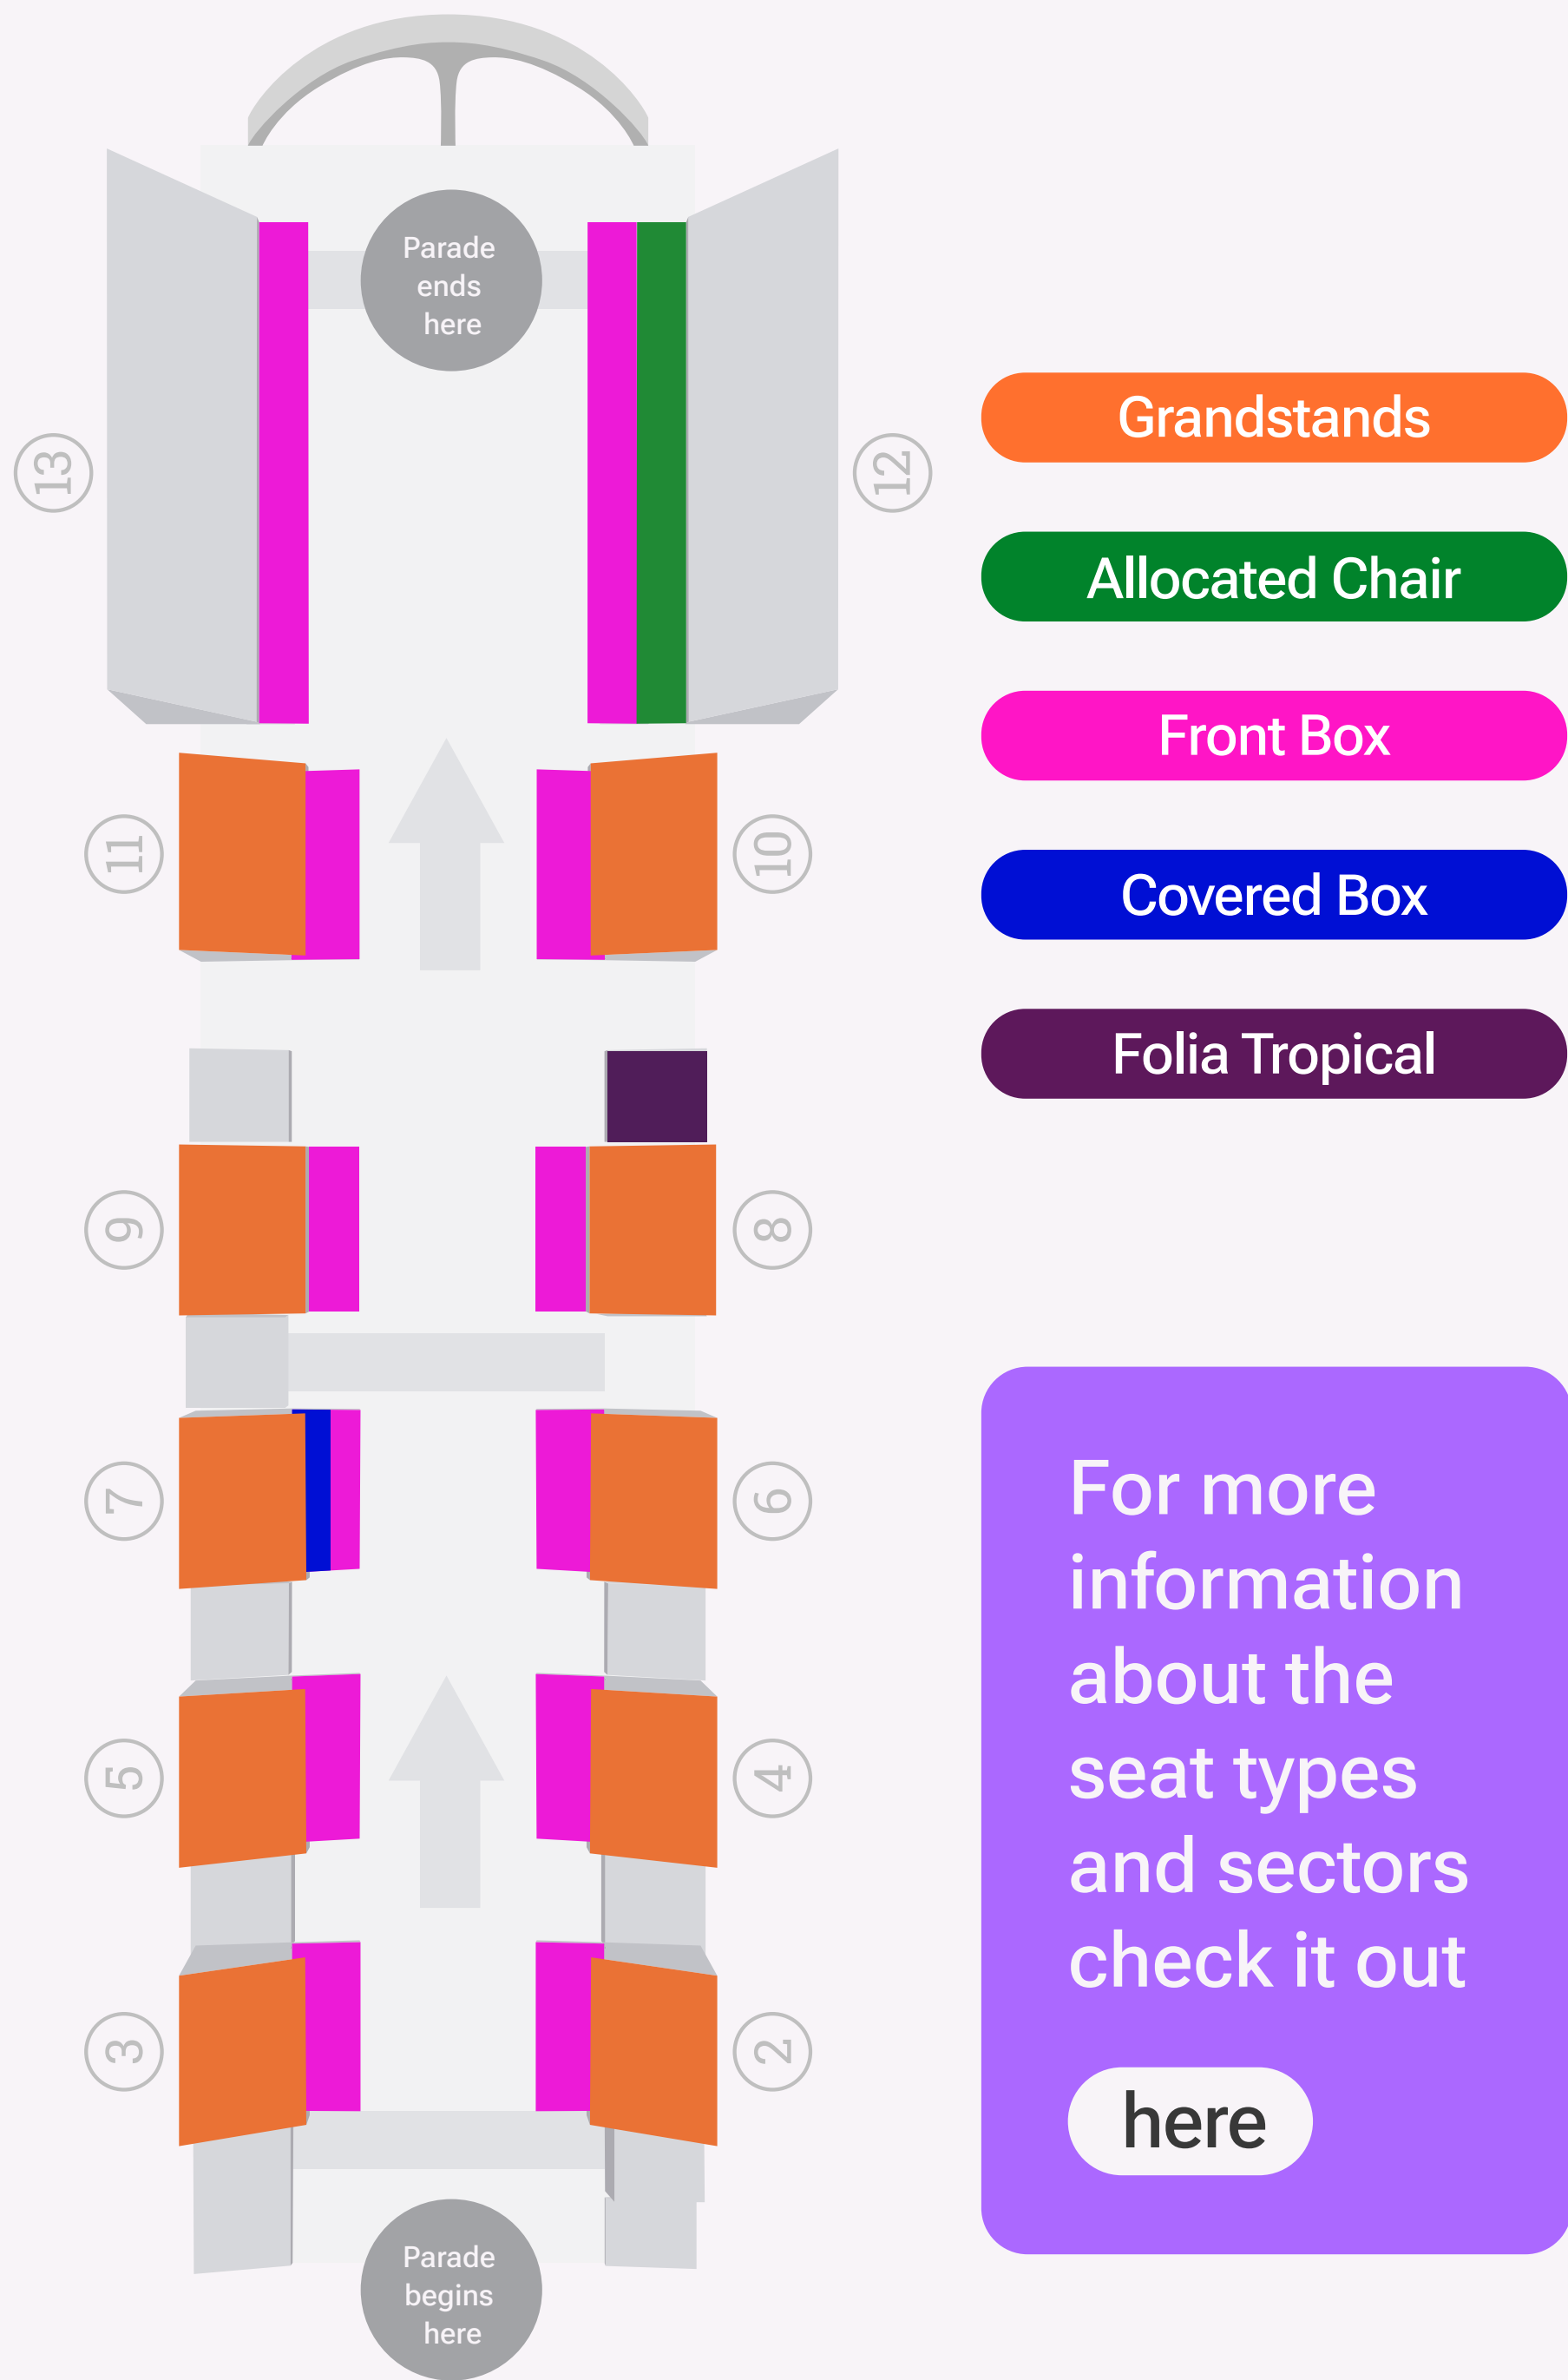 Parade
ends
here
13
12
Grandstands
Allocated Chair
Front Box
11
10
Covered Box
Folia Tropical
9
8
7
6
For more
information
about the
seat types
and sectors
check it out
5
4
3
2
here
Parade
begins
here